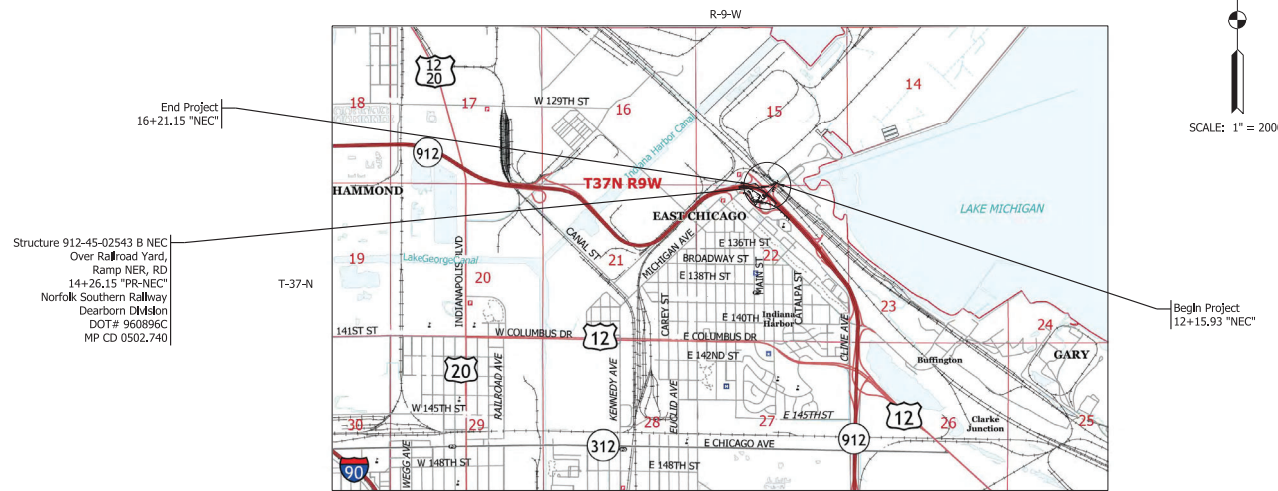 R-9-W
SCALE: 1" = 200
End Project
16+21.15 "NEC"
Structure 912-45-02543 B NEC
Over Railroad Yard,
Ramp NER, RD
14+26.15 "PR-NEC"
Norfolk Southern Railway
Dearborn Division
DOT# 960896C
MP CD 0502.740
T-37-N
Begin Project
12+15.93 "NEC"
12
20
18
17
16
15
14
W 129TH ST
Indiana Harbor Canal
912
HAMMOND
T37N R9W
EAST CHICAGO
LAKE MICHIGAN
CANAL ST
MICHIGAN AVE
E 136TH ST
BROADWAY ST
E 138TH ST
MAIN ST
CATALPA ST
19
LakeGeorgeCanal
20
21
22
23
INDIANAPOLIS BLVD
CAREY ST
E 140TH
Indiana
Harbor
24
141ST ST
W COLUMBUS DR
12
E COLUMBUS DR
E 142ND ST
CLINE AVE
Buffington
GARY
20
RAILROAD AVE
KENNEDY AVE
EUCLID AVE
W 145TH ST
E 145THST
12
Clarke
Junction
30
29
28
27
26
25
312
E CHICAGO AVE
912
90
WEGG AVE
W 148TH ST
E 148TH ST